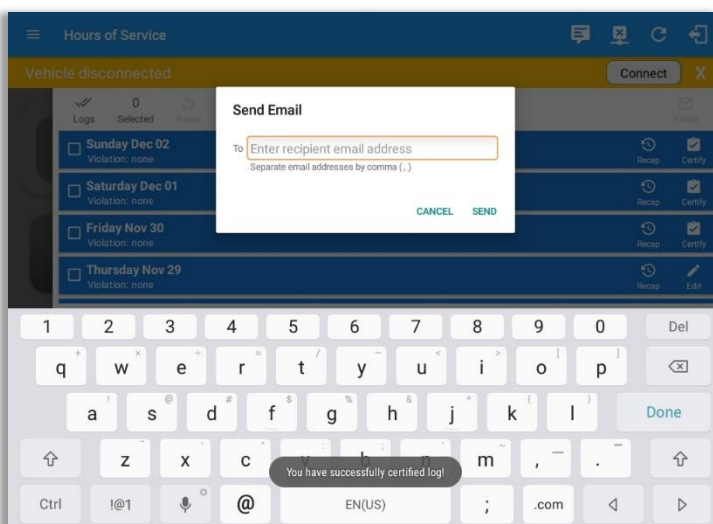 Hours of Service
Vehicle disconnected
Connect X
Logs
0
Selected
Email
Send Email
To Enter recipient email address
Separate email addresses by comma ( , )
CANCEL SEND
Sunday Dec 02
Violation: none
Recap Certify
Saturday Dec 01
Violation: none
Recap Certify
Friday Nov 30
Violation: none
Recap Certify
Thursday Nov 29
Violation: none
Recap Edit
1 2 3 4 5 6 7 8 9 0 Del
q w e r t y u i o p
a s d f g h j k l Done
z x c v b n m , .
You have successfully certified log!
Ctrl !@1 @ EN(US) ; .com